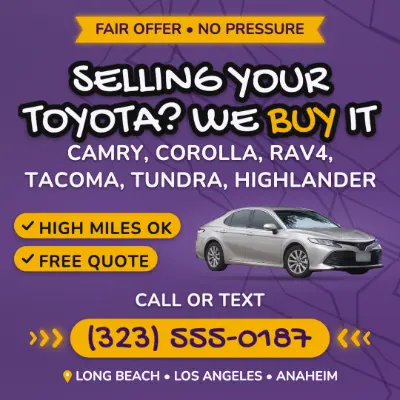 FAIR OFFER • NO PRESSURE
SELLING YOUR
TOYOTA? WE BUY IT
CAMRY, COROLLA, RAV4,
TACOMA, TUNDRA, HIGHLANDER
HIGH MILES OK
FREE QUOTE
CALL OR TEXT
(323) 555-0187
LONG BEACH • LOS ANGELES • ANAHEIM